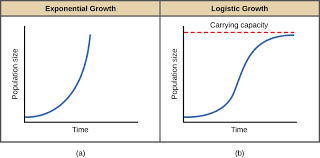 Exponential Growth
Population size
Time
(a)
Logistic Growth
Carrying capacity
Population size
Time
(b)